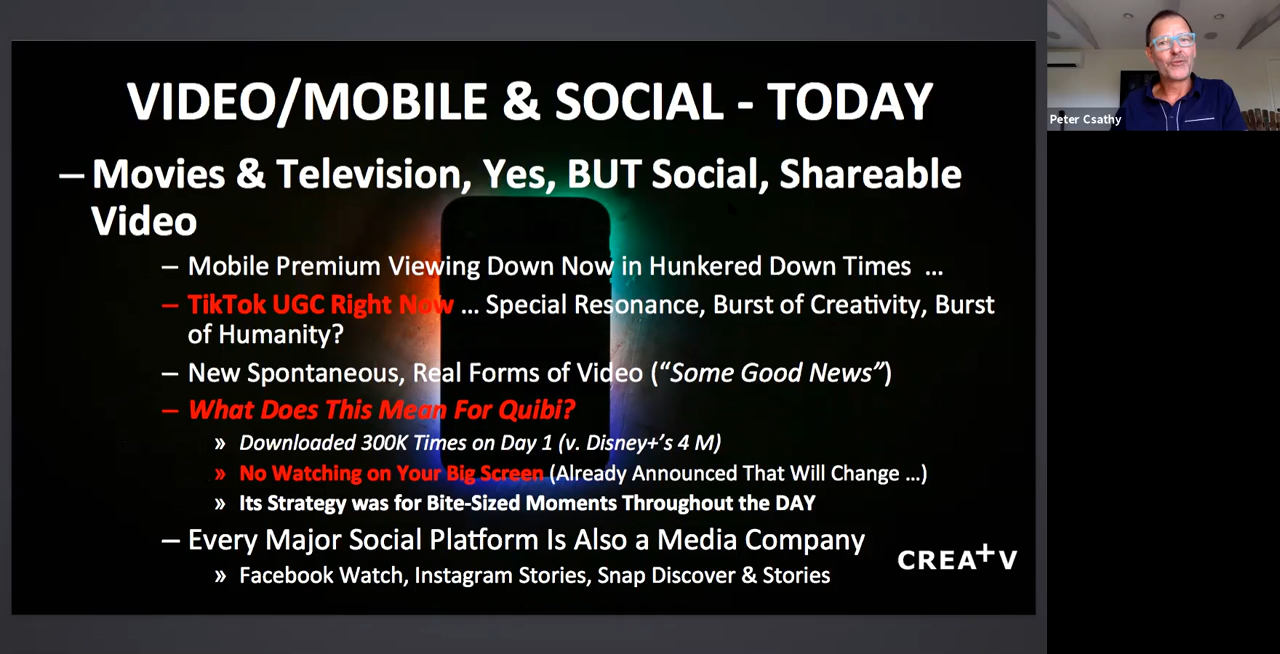 VIDEO/MOBILE & SOCIAL - TODAY
– Movies & Television, Yes, BUT Social, Shareable
Video
– Mobile Premium Viewing Down Now in Hunkered Down Times ...
– TikTok UGC Right Now ... Special Resonance, Burst of Creativity, Burst
of Humanity?
– New Spontaneous, Real Forms of Video (“Some Good News”)
– What Does This Mean For Quibi?
» Downloaded 300K Times on Day 1 (v. Disney+’s 4 M)
» No Watching on Your Big Screen (Already Announced That Will Change ...)
» Its Strategy was for Bite-Sized Moments Throughout the DAY
– Every Major Social Platform Is Also a Media Company
» Facebook Watch, Instagram Stories, Snap Discover & Stories
CREA+V
Peter Csathy